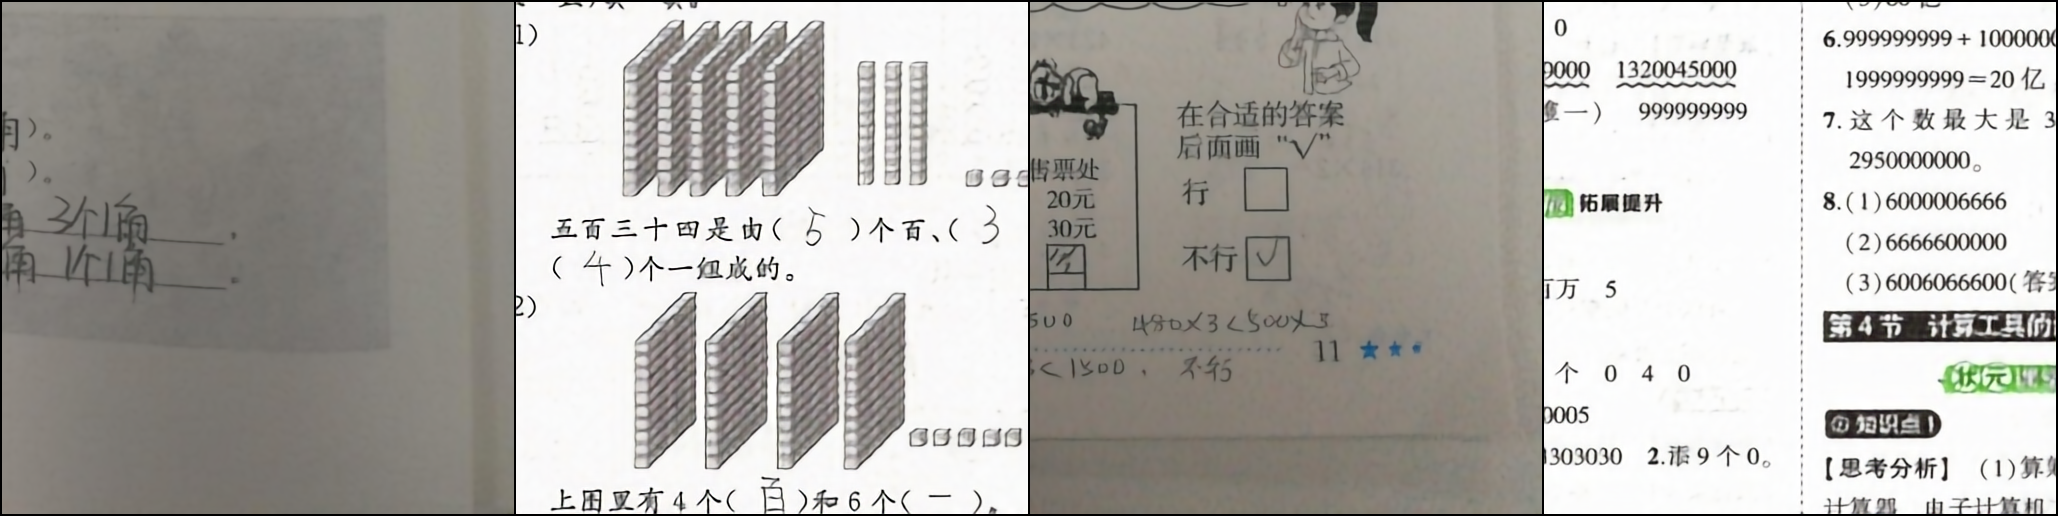 角）。
）。
角 3个1角 .
角 1个1角 .
1)
五百三十四是由( 5 )个百、( 3
( 4 )个一组成的。
2)
上图里有4个( 百 )和6个( 一 )。
在合适的答案
后面画“√”
售票处
20元
30元
行
不行 √
500 480×3<500×3
11
<1500 , 不行
0
9000 1320045000
度一） 999999999
拓展提升
百万 5
个 0 4 0
0005
303030 2.添9个0。
6.999999999+1000000
1999999999=20亿
7.这个数最大是 3
2950000000。
8.(1)6000006666
(2)6666600000
(3)6006066600(答案
第4节 计算工具的
状元
知识点1
【思考分析】 (1)算
计算器 电子计算机